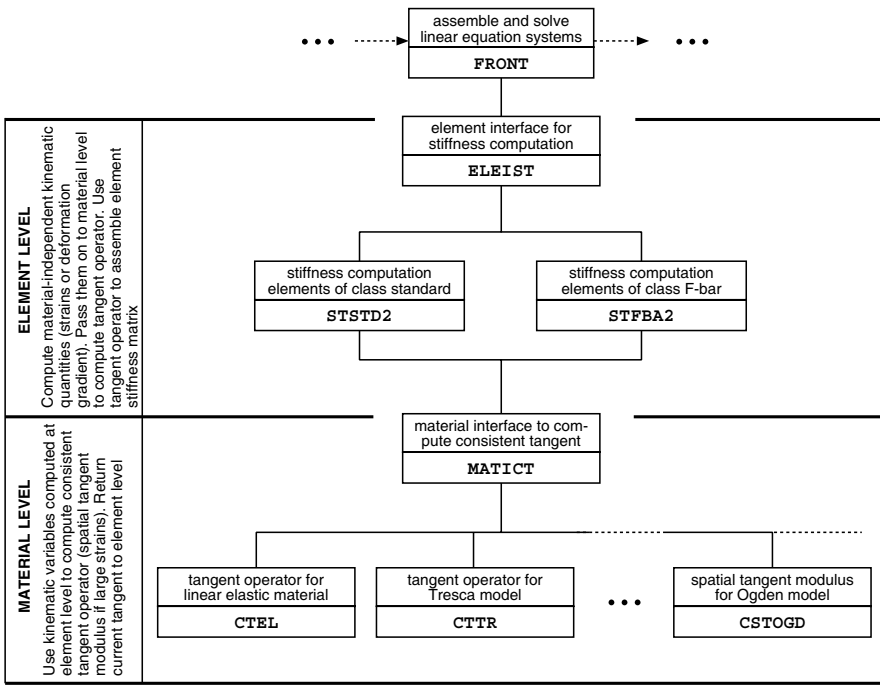 assemble and solve
linear equation systems
FRONT
ELEMENT LEVEL
Compute material-independent kinematic
quantities (strains or deformation
gradient). Pass them on to material level
to compute tangent operator. Use
tangent operator to assemble element
stiffness matrix
element interface for
stiffness computation
ELEIST
stiffness computation
elements of class standard
STSTD2
stiffness computation
elements of class F-bar
STFBA2
MATERIAL LEVEL
Use kinematic variables computed at
element level to compute consistent
tangent operator (spatial tangent
modulus if large strains). Return
current tangent to element level
material interface to com-
pute consistent tangent
MATICT
tangent operator for
linear elastic material
CTEL
tangent operator for
Tresca model
CTTR
spatial tangent modulus
for Ogden model
CSTOGD